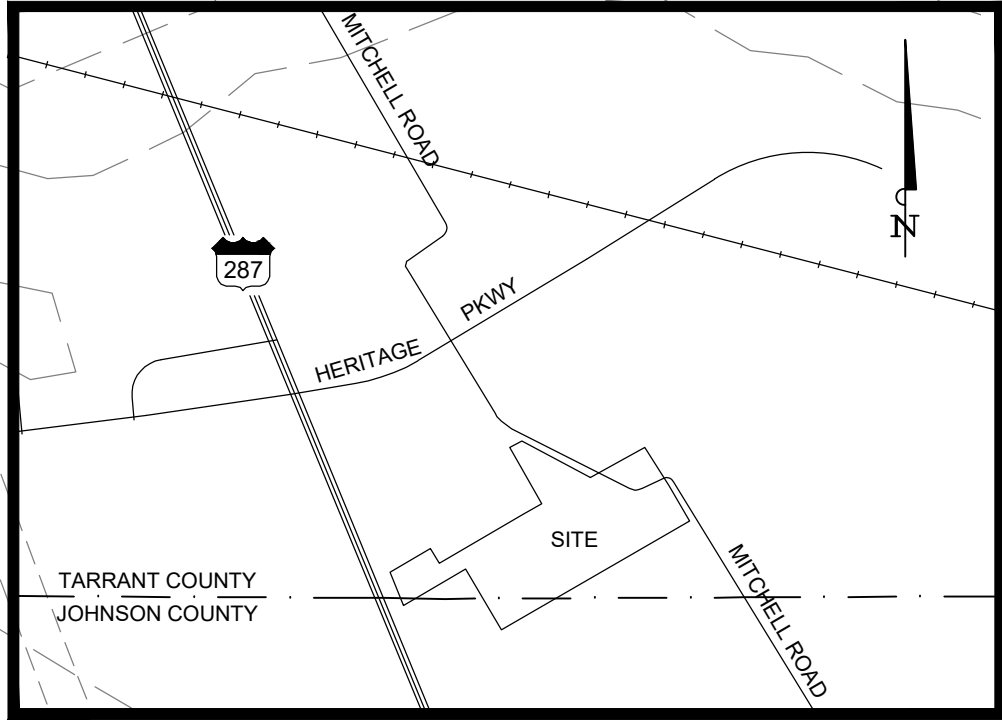 MITCHELL ROAD
N
287
PKWY
HERITAGE
SITE
TARRANT COUNTY
JOHNSON COUNTY
MITCHELL ROAD